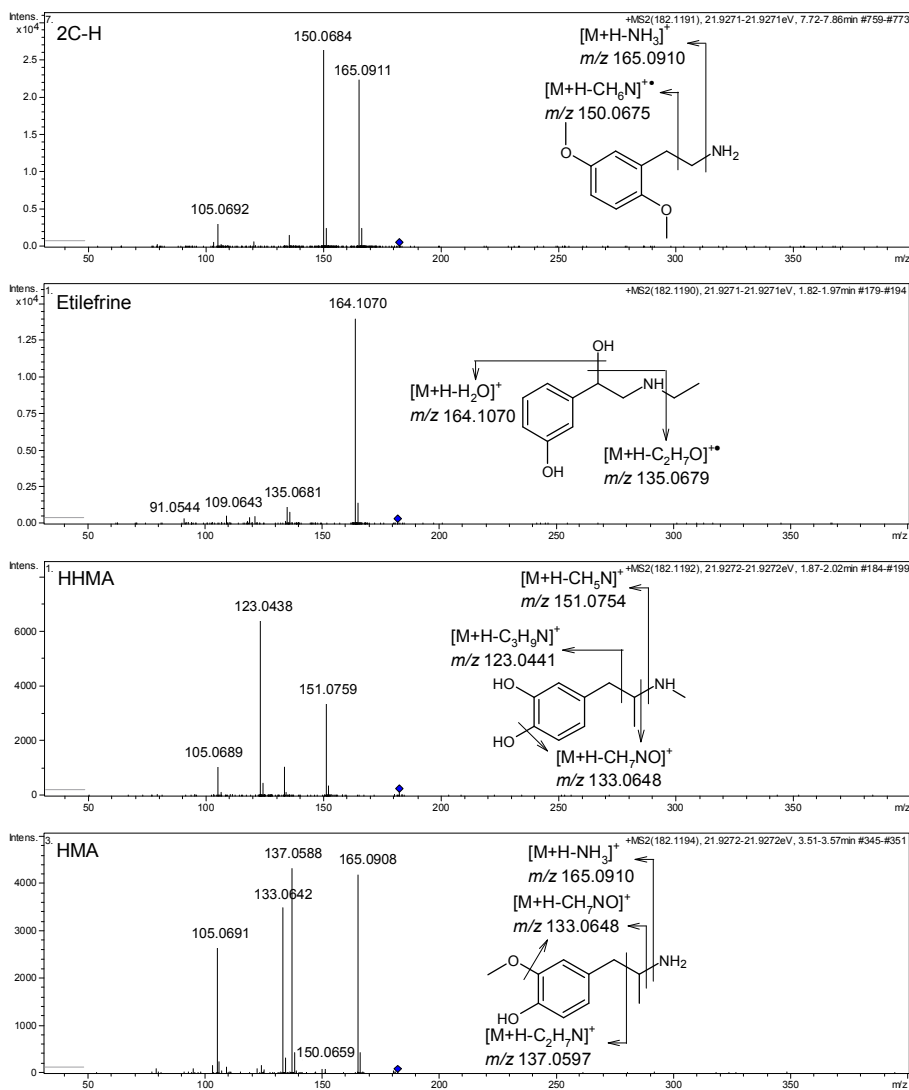 Intens. 7.
x10⁴
2C-H
+MS2(182.1191), 21.9271-21.9271eV, 7.72-7.86min #759-#773
150.0684
165.0911
105.0692
[M+H-NH₃]⁺
m/z 165.0910
[M+H-CH₆N]⁺•
m/z 150.0675
O
NH₂
O
2.5
2.0
1.5
1.0
0.5
0.0
50 100 150 200 250 300 350 m/z
Intens. 1.
x10⁴
Etilefrine
+MS2(182.1190), 21.9271-21.9271eV, 1.82-1.97min #179-#194
164.1070
135.0681
109.0643
91.0544
OH
NH
OH
[M+H-H₂O]⁺
m/z 164.1070
[M+H-C₂H₇O]⁺•
m/z 135.0679
1.25
1.00
0.75
0.50
0.25
0.00
50 100 150 200 250 300 350 m/z
Intens. 1.
HHMA
+MS2(182.1192), 21.9272-21.9272eV, 1.87-2.02min #184-#199
123.0438
151.0759
105.0689
[M+H-CH₅N]⁺
m/z 151.0754
[M+H-C₃H₉N]⁺
m/z 123.0441
HO
NH
HO
[M+H-CH₇NO]⁺
m/z 133.0648
6000
4000
2000
0
50 100 150 200 250 300 350 m/z
Intens. 3.
HMA
+MS2(182.1194), 21.9272-21.9272eV, 3.51-3.57min #345-#351
137.0588
165.0908
133.0642
105.0691
150.0659
[M+H-NH₃]⁺
m/z 165.0910
[M+H-CH₇NO]⁺
m/z 133.0648
O
NH₂
HO
[M+H-C₂H₇N]⁺
m/z 137.0597
4000
3000
2000
1000
0
50 100 150 200 250 300 350 m/z